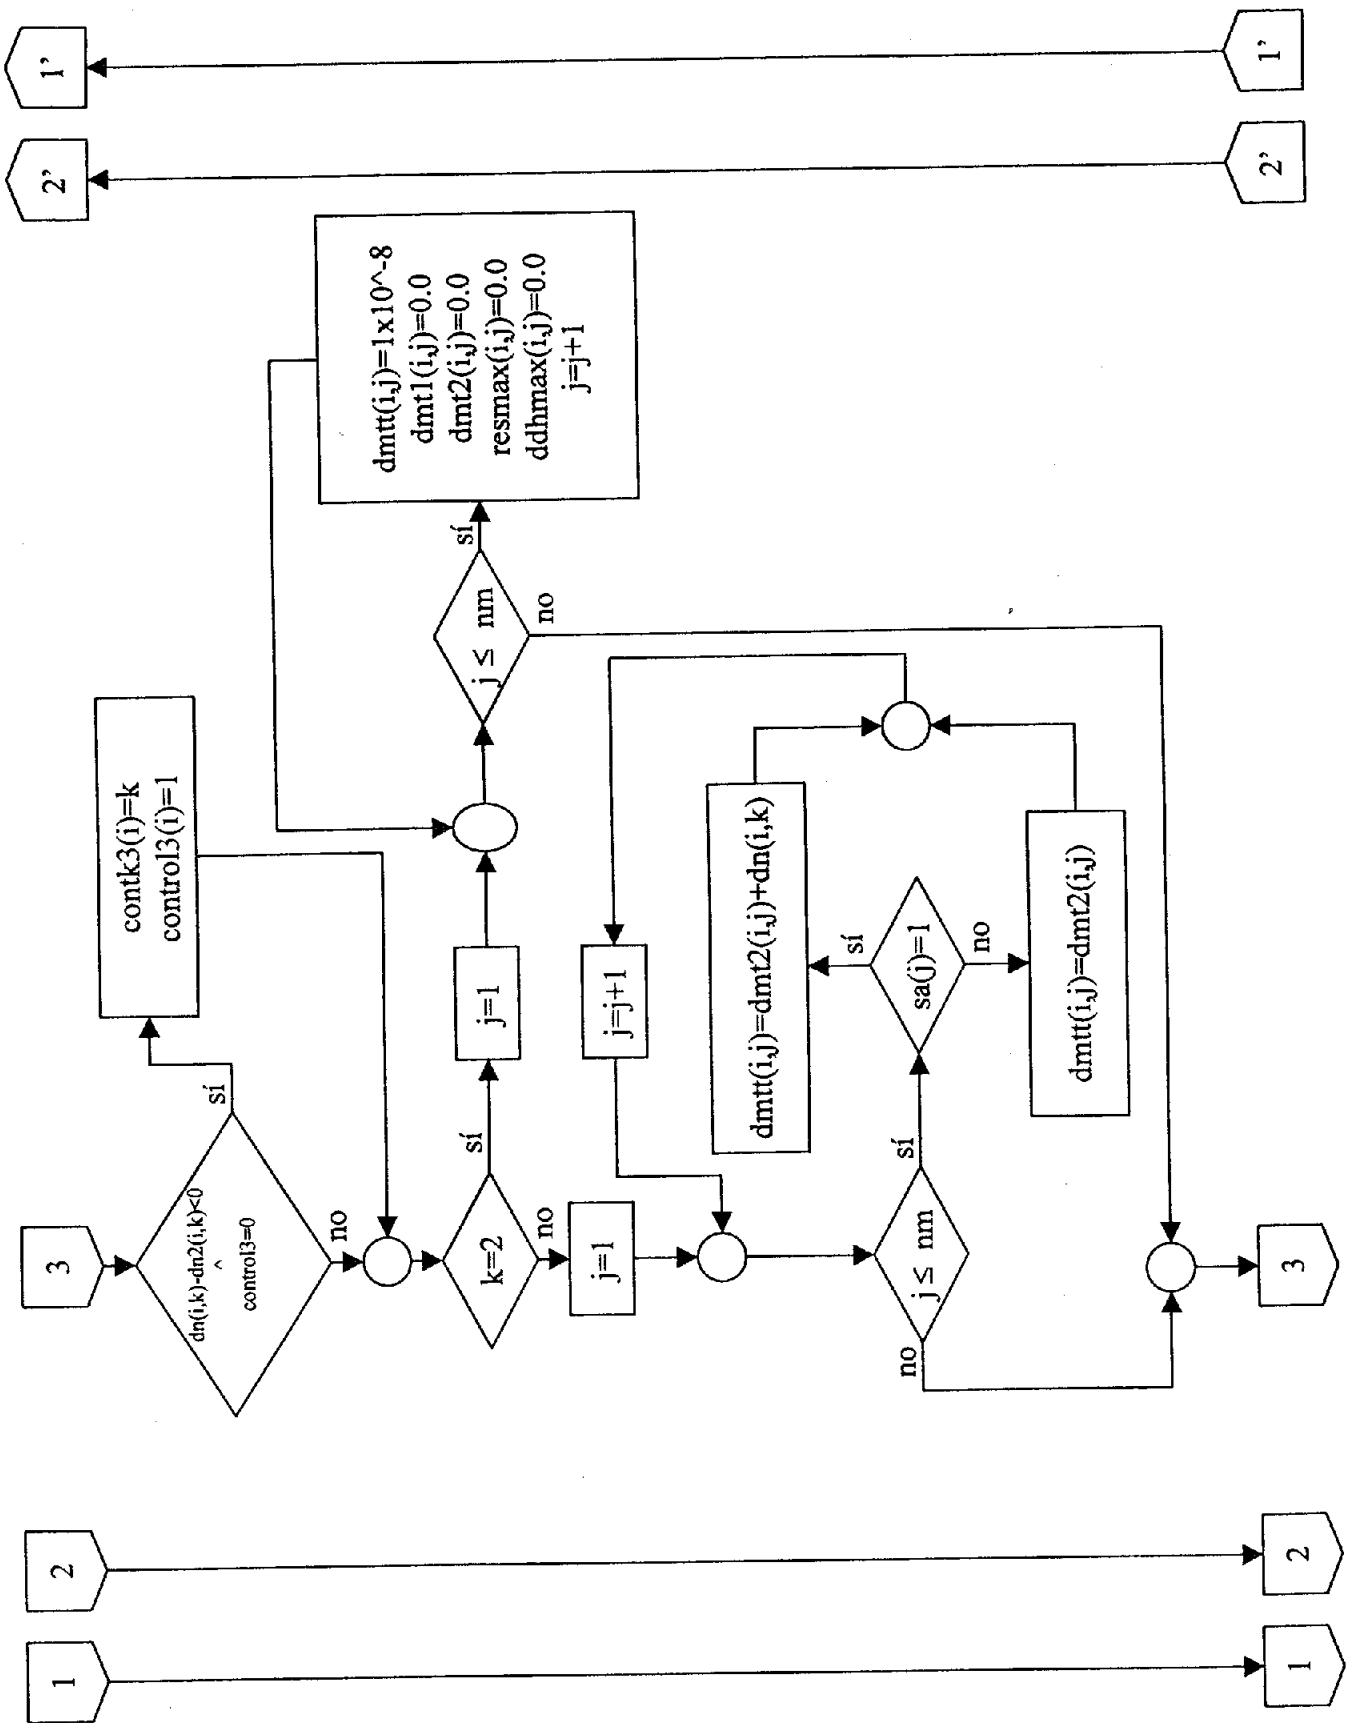 1
2
3
2'
1'
dn(i,k)-dn2(i,k)<0
^
control3=0
sí
no
contk3(i)=k
control3(i)=1
k=2
sí
no
j=1
j ≤ nm
sí
no
dmtt(i,j)=1x10^-8
dmt1(i,j)=0.0
dmt2(i,j)=0.0
resmax(i,j)=0.0
ddhmax(i,j)=0.0
j=j+1
j=1
j=j+1
j ≤ nm
sí
no
sa(j)=1
sí
no
dmtt(i,j)=dmt2(i,j)+dn(i,k)
dmtt(i,j)=dmt2(i,j)
1
2
3
2'
1'